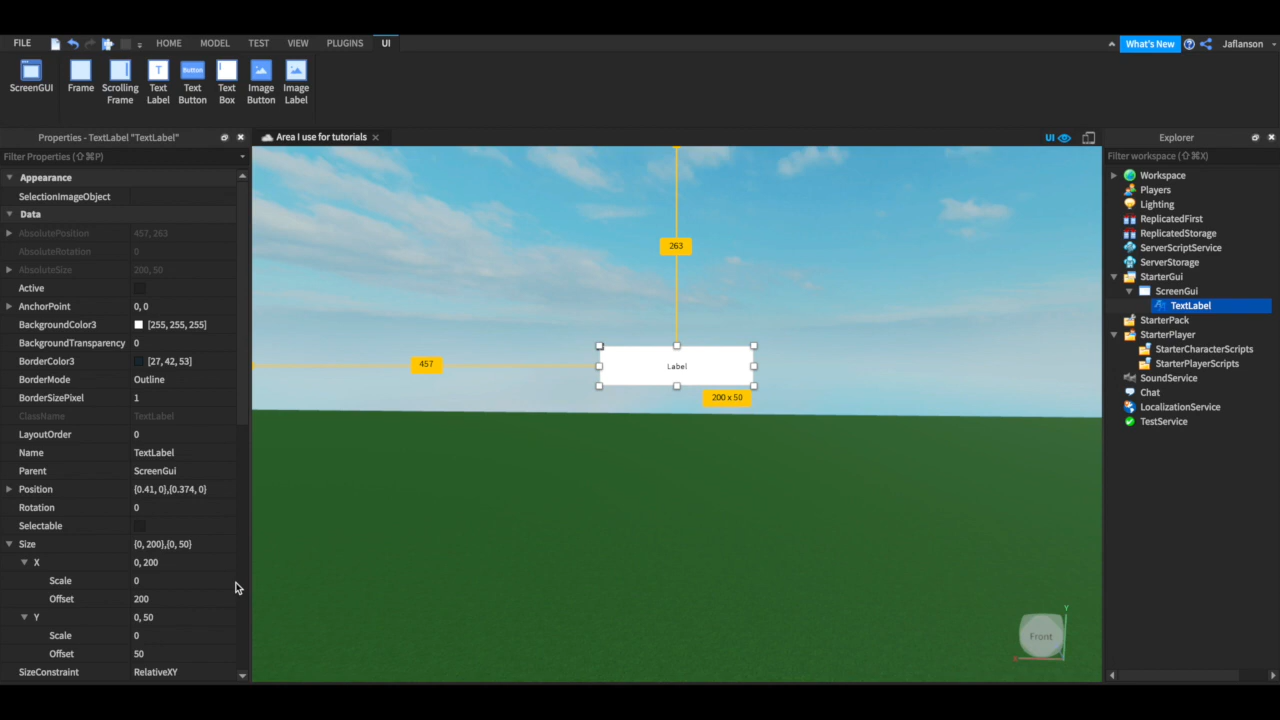 FILE HOME MODEL TEST VIEW PLUGINS UI What's New Jaflanson
ScreenGUI Frame Scrolling Frame Text Label Button Text Button Text Box Image Button Image Label
Properties - TextLabel "TextLabel"
Filter Properties (⇧⌘P)
Appearance
SelectionImageObject
Data
AbsolutePosition 457, 263
AbsoluteRotation 0
AbsoluteSize 200, 50
Active
AnchorPoint 0, 0
BackgroundColor3 [255, 255, 255]
BackgroundTransparency 0
BorderColor3 [27, 42, 53]
BorderMode Outline
BorderSizePixel 1
ClassName TextLabel
LayoutOrder 0
Name TextLabel
Parent ScreenGui
Position {0.41, 0},{0.374, 0}
Rotation 0
Selectable
Size {0, 200},{0, 50}
X 0, 200
Scale 0
Offset 200
Y 0, 50
Scale 0
Offset 50
SizeConstraint RelativeXY
Area I use for tutorials UI
263
457
Label
200 x 50
Y
Front
Explorer
Filter workspace (⇧⌘X)
Workspace
Players
Lighting
ReplicatedFirst
ReplicatedStorage
ServerScriptService
ServerStorage
StarterGui
ScreenGui
TextLabel
StarterPack
StarterPlayer
StarterCharacterScripts
StarterPlayerScripts
SoundService
Chat
LocalizationService
TestService